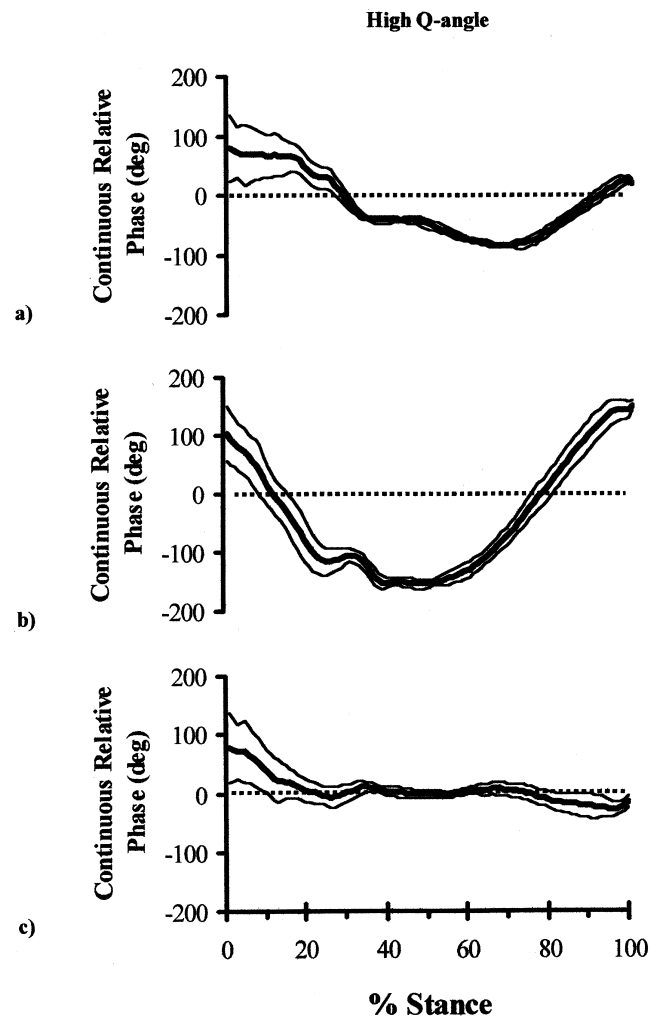 High Q-angle
Continuous Relative
Phase (deg)
200
100
0
-100
-200
a)
Continuous Relative
Phase (deg)
200
100
0
-100
-200
b)
Continuous Relative
Phase (deg)
200
100
0
-100
-200
c)
0 20 40 60 80 100
% Stance